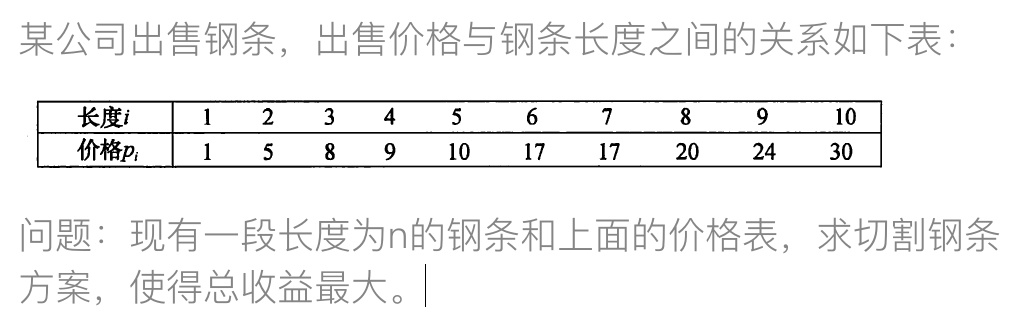 某公司出售钢条，出售价格与钢条长度之间的关系如下表：
长度i 1 2 3 4 5 6 7 8 9 10
价格pi 1 5 8 9 10 17 17 20 24 30
问题：现有一段长度为n的钢条和上面的价格表，求切割钢条
方案，使得总收益最大。